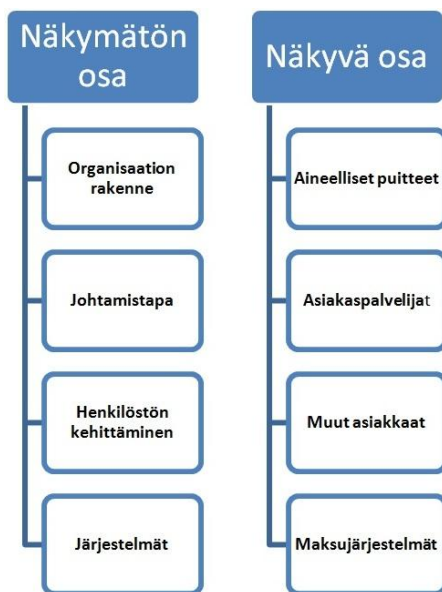 Näkymätön
osa
Organisaation
rakenne
Johtamistapa
Henkilöstön
kehittäminen
Järjestelmät
Näkyvä osa
Aineelliset puitteet
Asiakaspalvelijat
Muut asiakkaat
Maksujärjestelmät